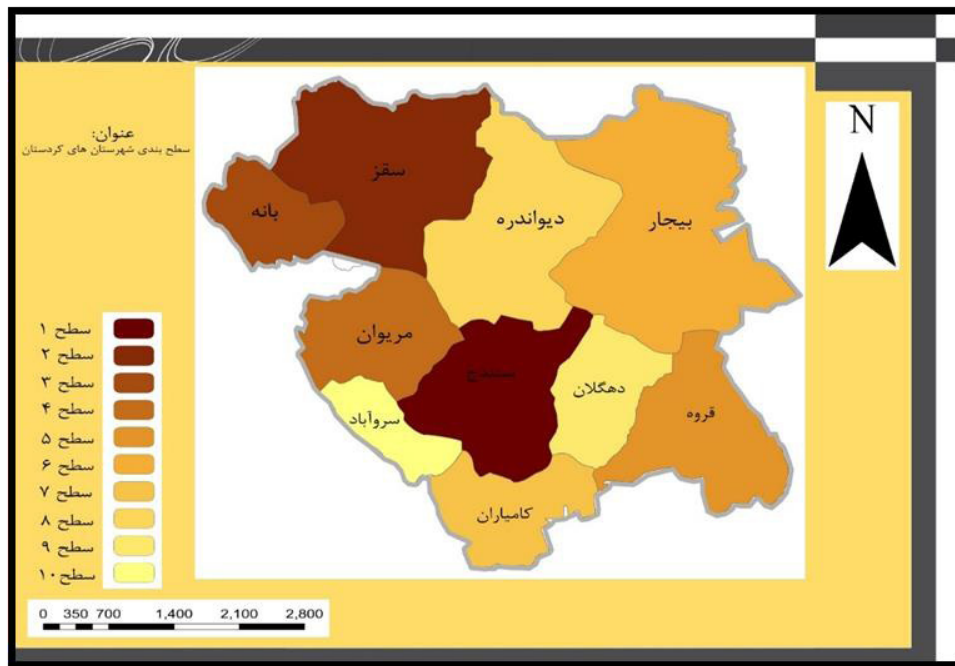 عنوان:
سطح بندی شهرستان های کردستان
N
سقز
بانه
دیواندره
بیجار
مریوان
سنندج
دهگلان
قروه
سروآباد
کامیاران
سطح ۱
سطح ۲
سطح ۳
سطح ۴
سطح ۵
سطح ۶
سطح ۷
سطح ۸
سطح ۹
سطح ۱۰
0 350 700 1,400 2,100 2,800